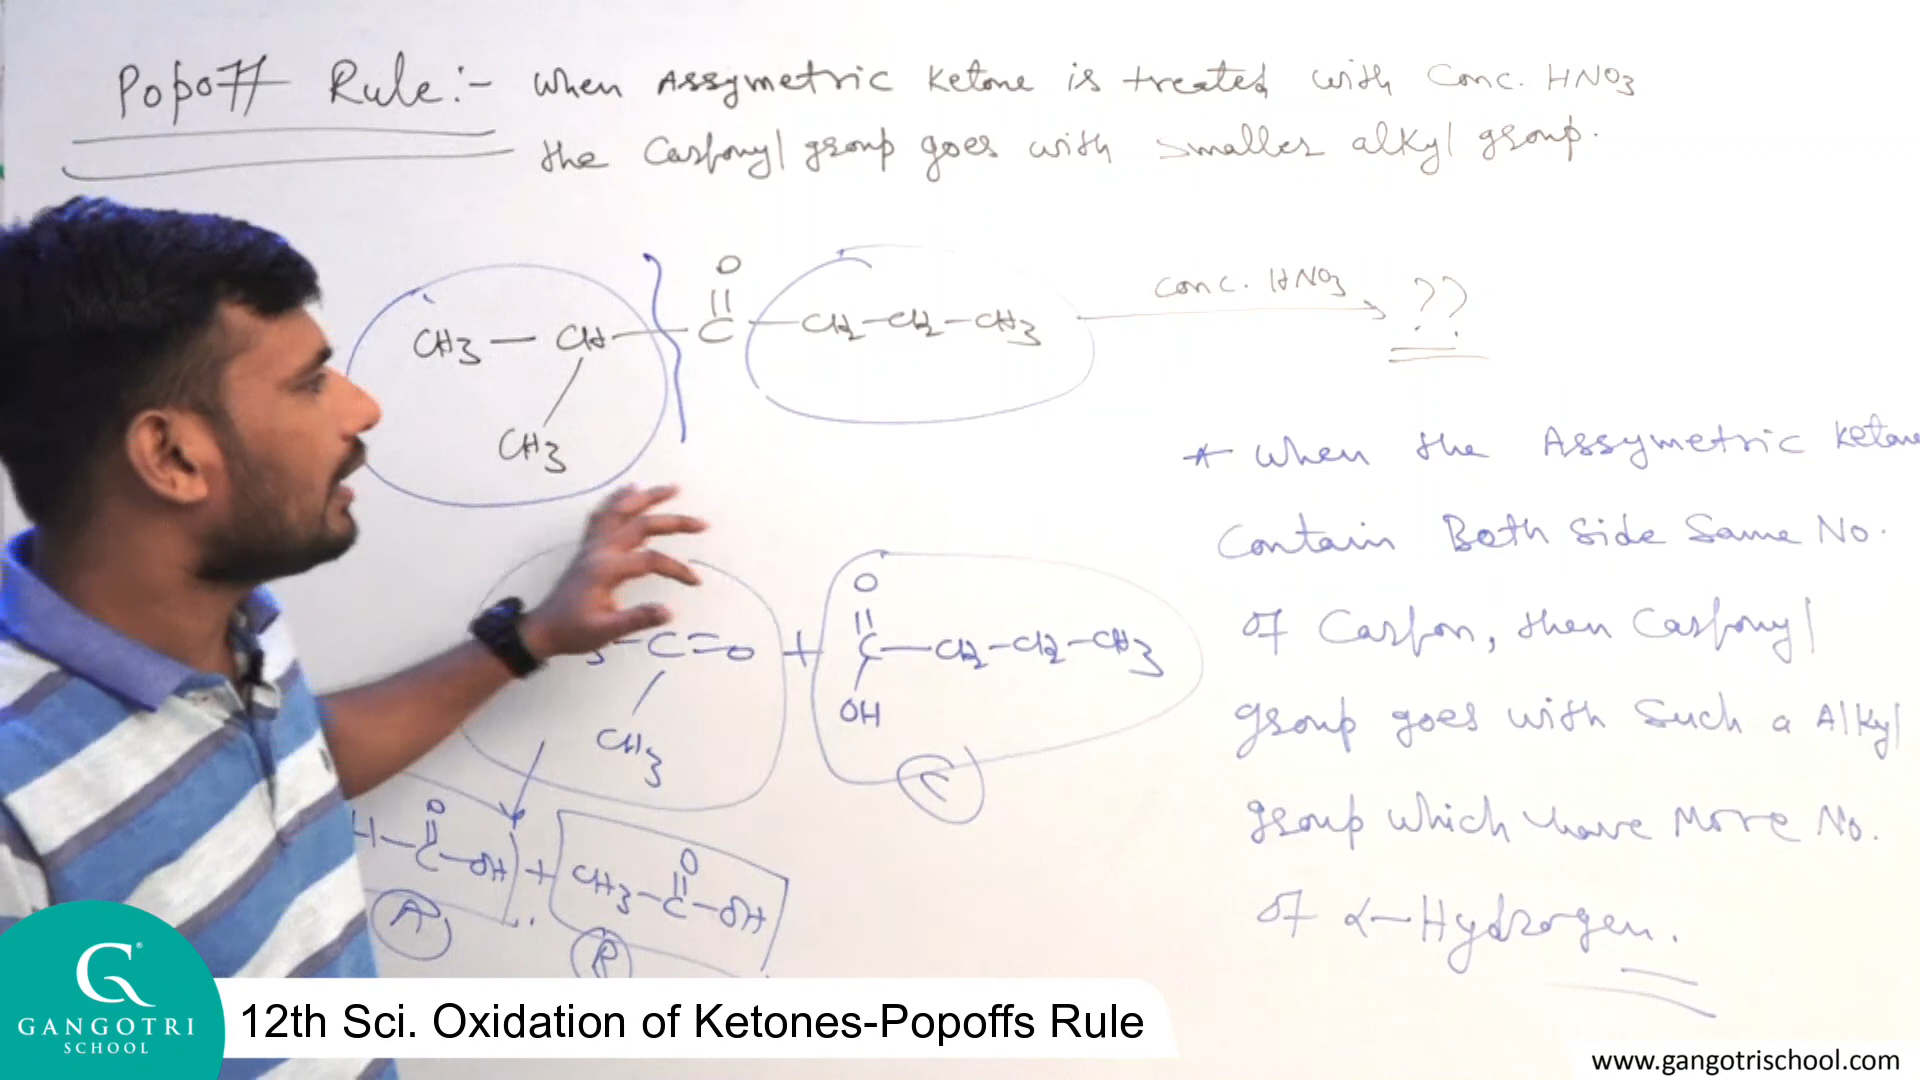 Popoff Rule:- When Assymetric Ketone is treated with Conc. HNO3
the Carbonyl group goes with smaller alkyl group.
O
CH3 — CH — C — CH2 — CH2 — CH3
CH3
Conc. HNO3
??
* When the Assymetric Ketone
Contain Both Side Same No.
of Carbon, then Carbonyl
group goes with Such a Alkyl
group which have More No.
of α-Hydrogen.
3 — C = O + C — CH2 — CH2 — CH3
O
CH3
OH
C
O
H — C — OH + CH3 — C — OH
O
A
B
GANGOTRI
SCHOOL
12th Sci. Oxidation of Ketones-Popoffs Rule
www.gangotrischool.com